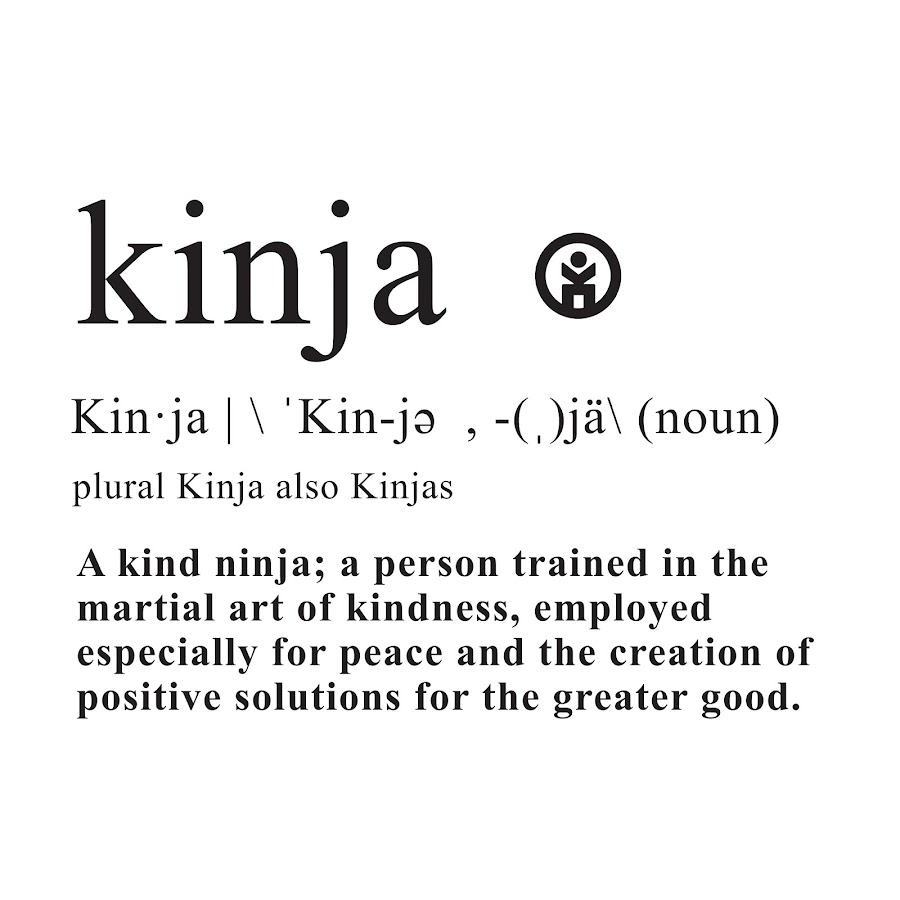 kinja
Kin·ja | \ ˈKin-jə , -(ˌ)jä\ (noun)
plural Kinja also Kinjas
A kind ninja; a person trained in the
martial art of kindness, employed
especially for peace and the creation of
positive solutions for the greater good.